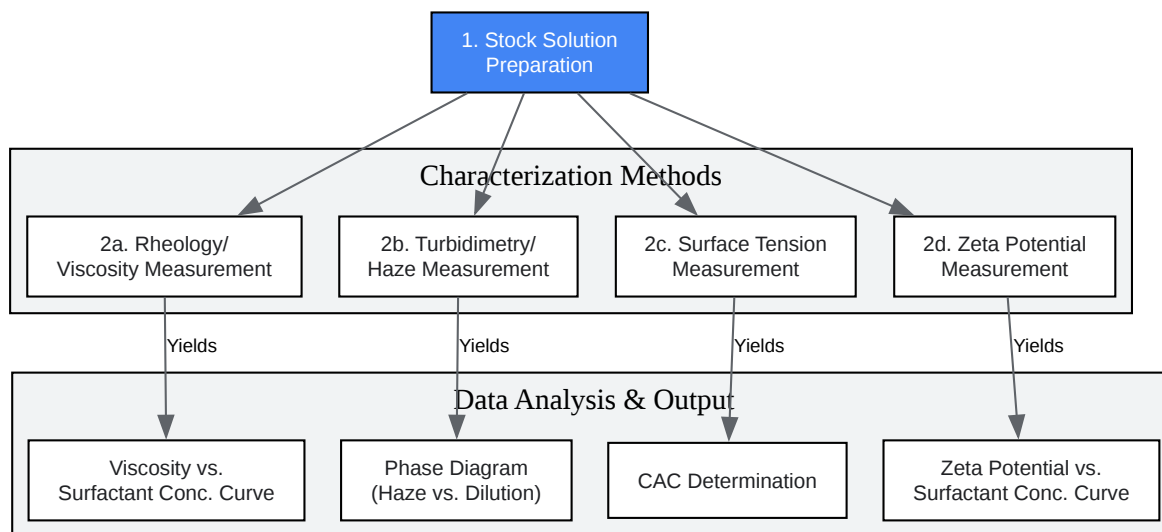 1. Stock Solution
Preparation
Characterization Methods
2a. Rheology/
Viscosity Measurement
2b. Turbidimetry/
Haze Measurement
2c. Surface Tension
Measurement
2d. Zeta Potential
Measurement
Yields
Yields
Yields
Yields
Data Analysis & Output
Viscosity vs.
Surfactant Conc. Curve
Phase Diagram
(Haze vs. Dilution)
CAC Determination
Zeta Potential vs.
Surfactant Conc. Curve